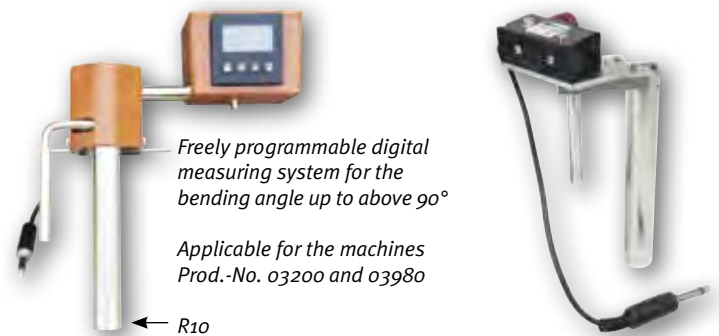 Freely programmable digital
measuring system for the
bending angle up to above 90°
Applicable for the machines
Prod.-No. 03200 and 03980
R10